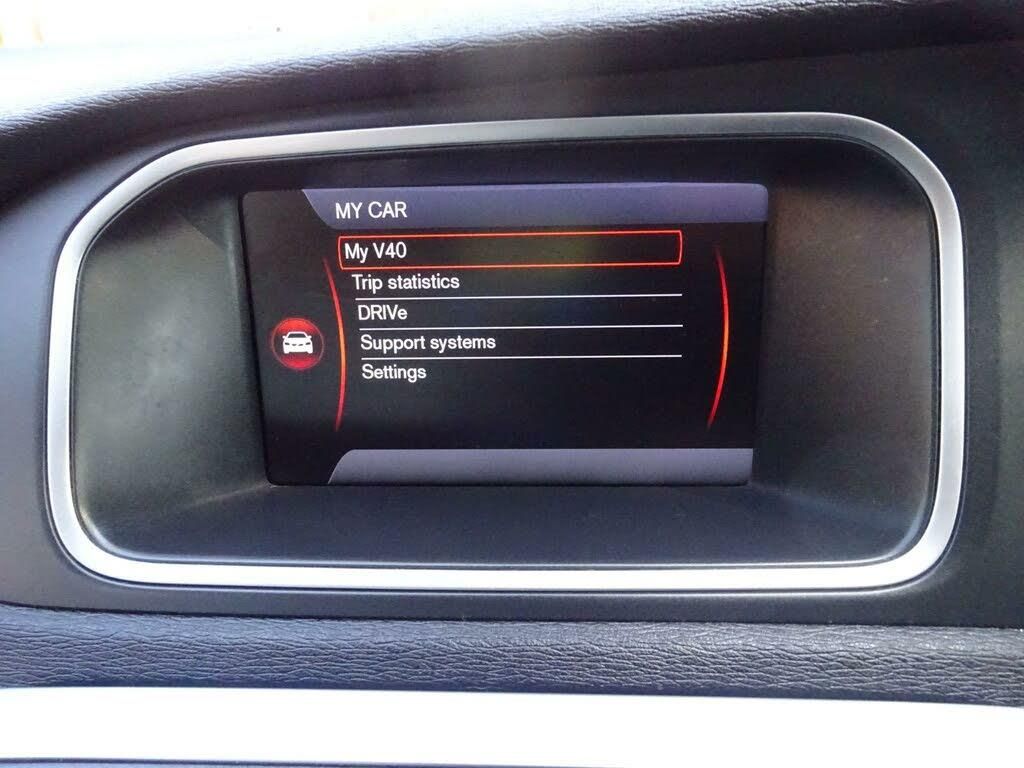 MY CAR
My V40
Trip statistics
DRIVe
Support systems
Settings